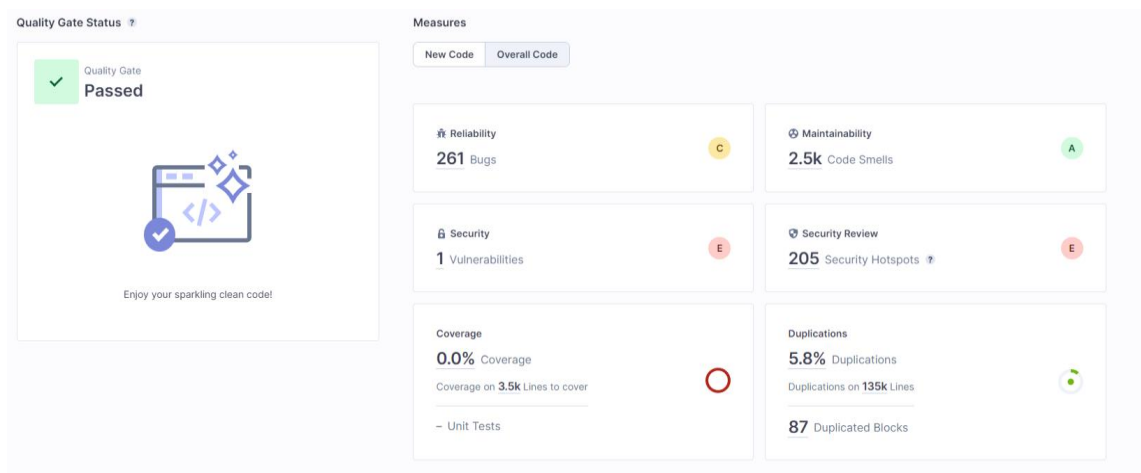 Quality Gate Status ?
Quality Gate
Passed
</>
Enjoy your sparkling clean code!
Measures
New Code Overall Code
Reliability
261 Bugs
C
Maintainability
2.5k Code Smells
A
Security
1 Vulnerabilities
E
Security Review
205 Security Hotspots ?
E
Coverage
0.0% Coverage
Coverage on 3.5k Lines to cover
– Unit Tests
Duplications
5.8% Duplications
Duplications on 135k Lines
87 Duplicated Blocks